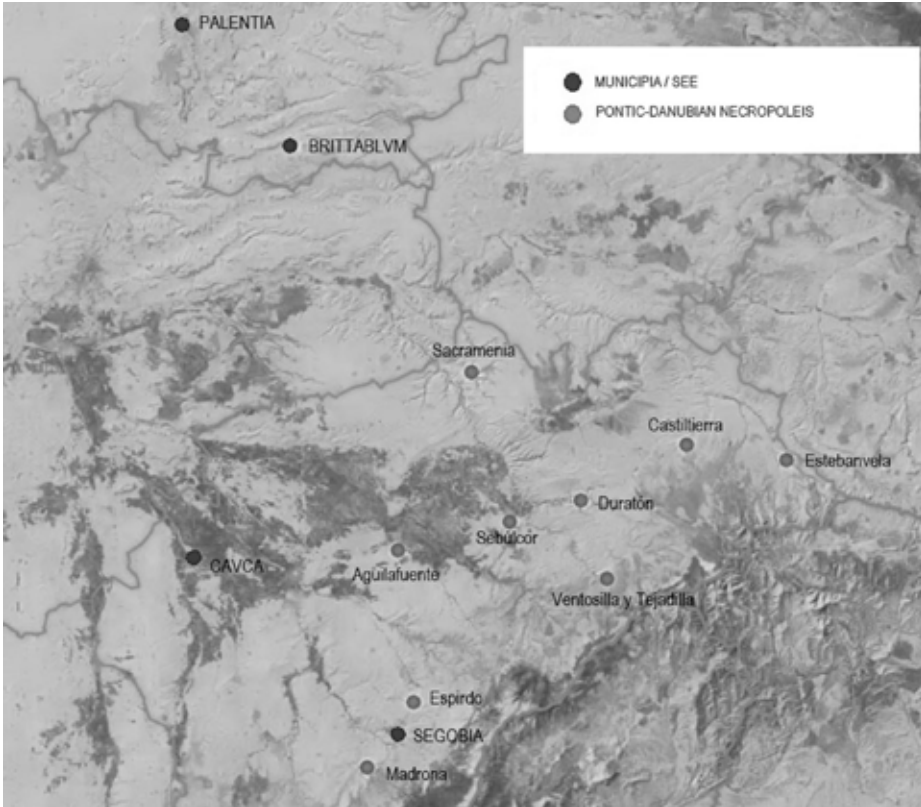 PALENTIA
MUNICIPIA / SEE
PONTIC-DANUBIAN NECROPOLEIS
BRITTABLVM
Sacramenia
Castiltierra
Estebanvela
Duratón
Sebúlcor
CAVCA
Aguilafuente
Ventosilla y Tejadilla
Espirdo
SEGOBIA
Madrona